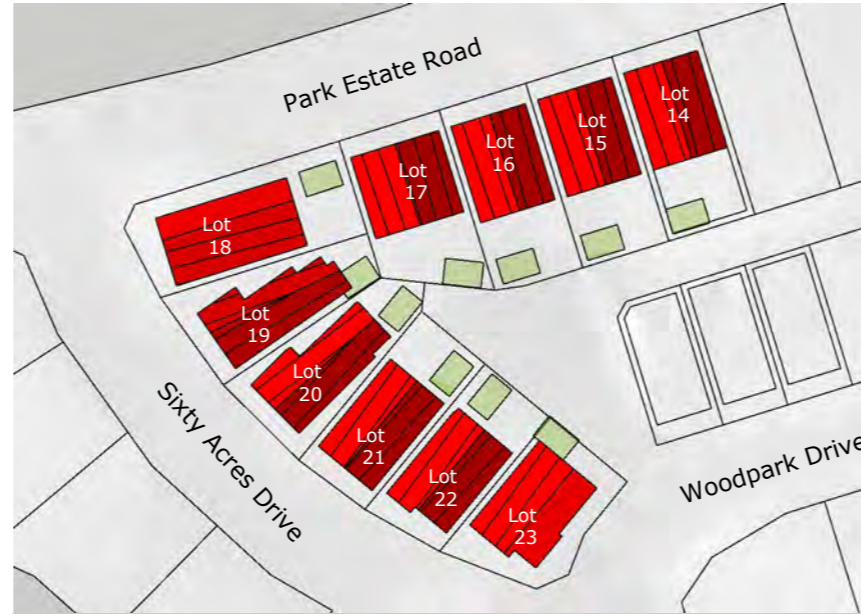 Park Estate Road
Lot
14
Lot
15
Lot
16
Lot
17
Lot
18
Lot
19
Lot
20
Lot
21
Lot
22
Lot
23
Sixty Acres Drive
Woodpark Drive